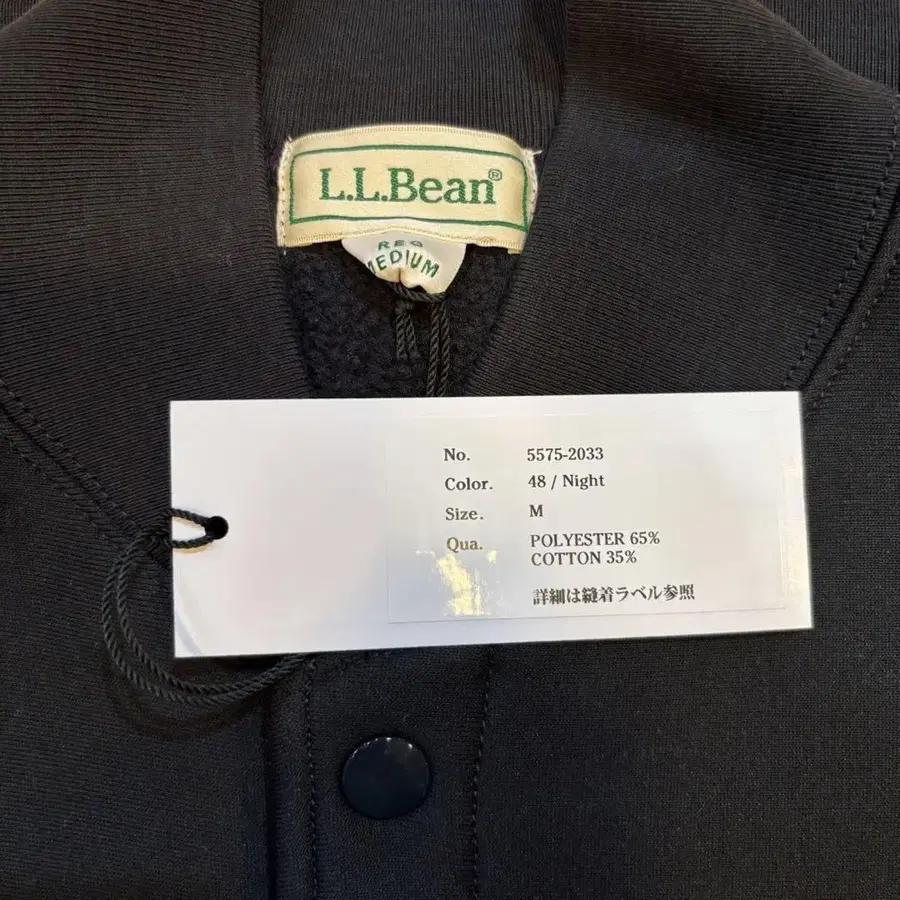 L.L.Bean®
REG
MEDIUM
No. 5575-2033
Color. 48 / Night
Size. M
Qua. POLYESTER 65%
COTTON 35%
詳細は縫着ラベル参照